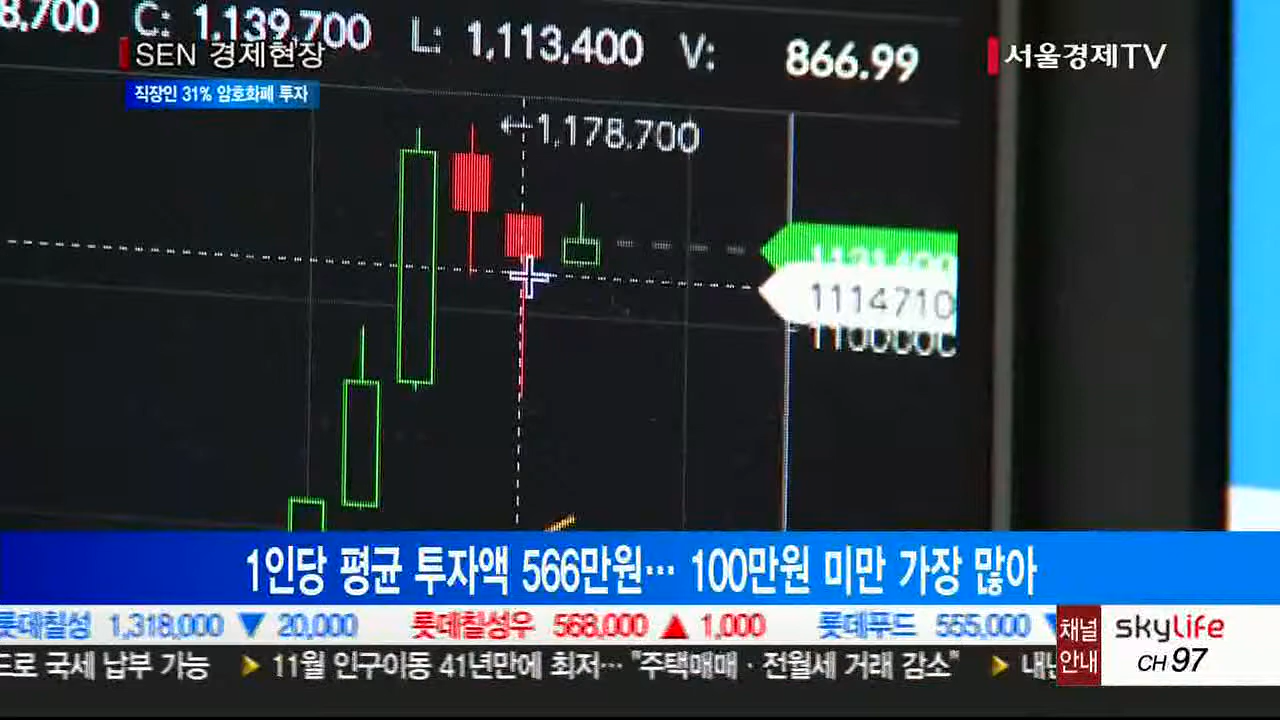 8.700 C: 1,139,700 L: 1,113,400 V: 866.99
SEN 경제현장
서울경제TV
직장인 31% 암호화폐 투자
←1,178,700
1131400
1114710
1100000
1인당 평균 투자액 566만원… 100만원 미만 가장 많아
롯데칠성 1,318,000 ▼ 20,000 롯데칠성우 568,000 ▲ 1,000 롯데푸드 555,000 ▼
드로 국세 납부 가능 ▶ 11월 인구이동 41년만에 최저… "주택매매·전월세 거래 감소" ▶ 내년
채널
안내
skylife
CH 97